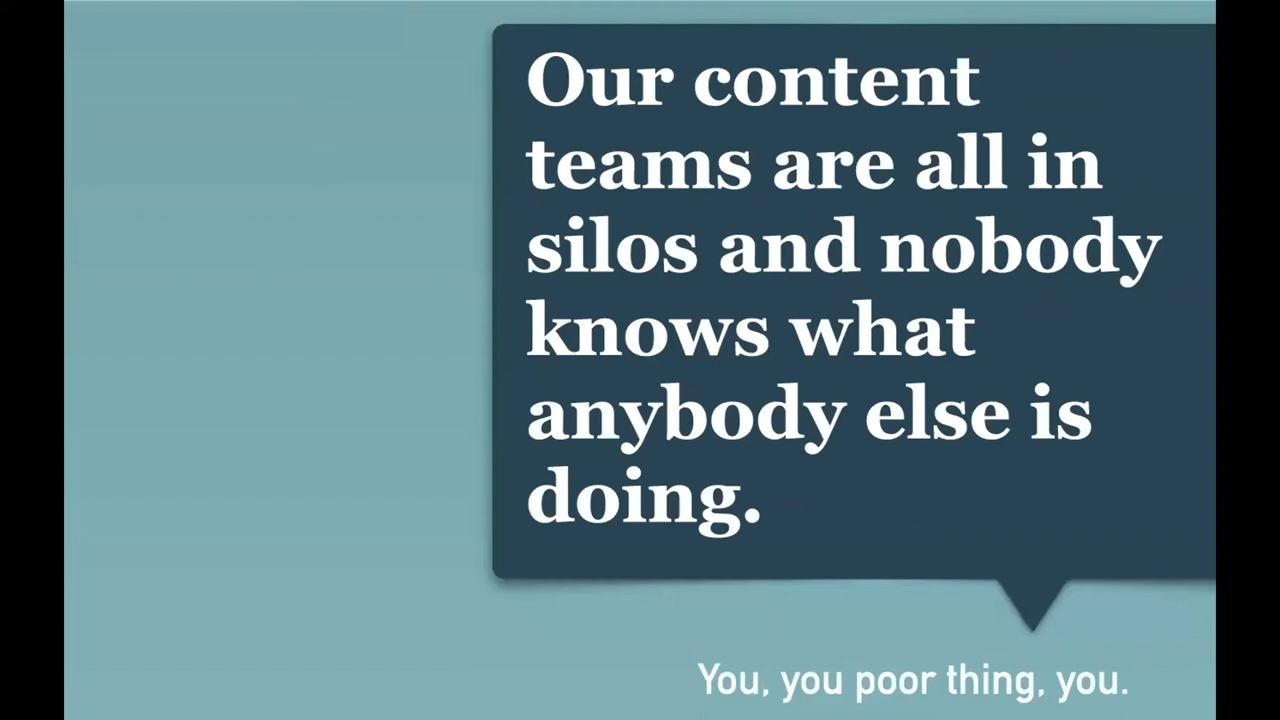 Our content
teams are all in
silos and nobody
knows what
anybody else is
doing.
You, you poor thing, you.